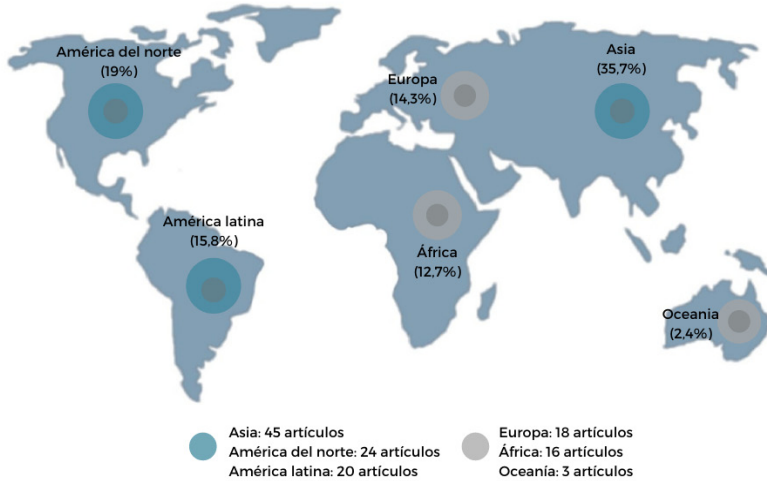 América del norte
(19%)
Asia
(35,7%)
Europa
(14,3%)
América latina
(15,8%)
África
(12,7%)
Oceania
(2,4%)
Asia: 45 artículos
América del norte: 24 artículos
América latina: 20 artículos
Europa: 18 artículos
África: 16 artículos
Oceanía: 3 artículos